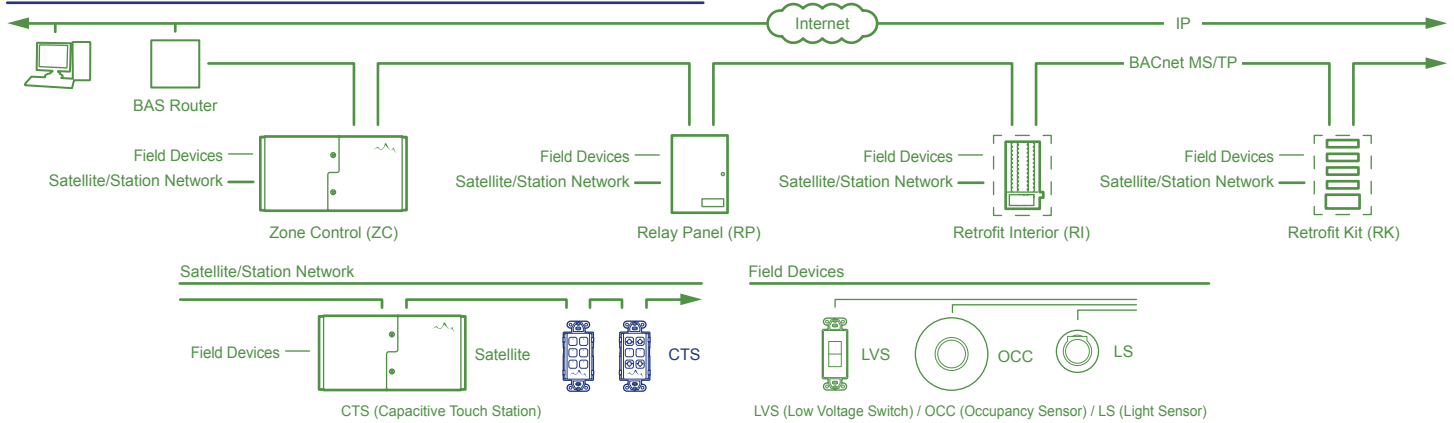 Internet
IP
BACnet MS/TP
BAS Router
Field Devices
Satellite/Station Network
Zone Control (ZC)
Field Devices
Satellite/Station Network
Relay Panel (RP)
Field Devices
Satellite/Station Network
Retrofit Interior (RI)
Field Devices
Satellite/Station Network
Retrofit Kit (RK)
Satellite/Station Network
Field Devices
Satellite
CTS
CTS (Capacitive Touch Station)
Field Devices
LVS
OCC
LS
LVS (Low Voltage Switch) / OCC (Occupancy Sensor) / LS (Light Sensor)